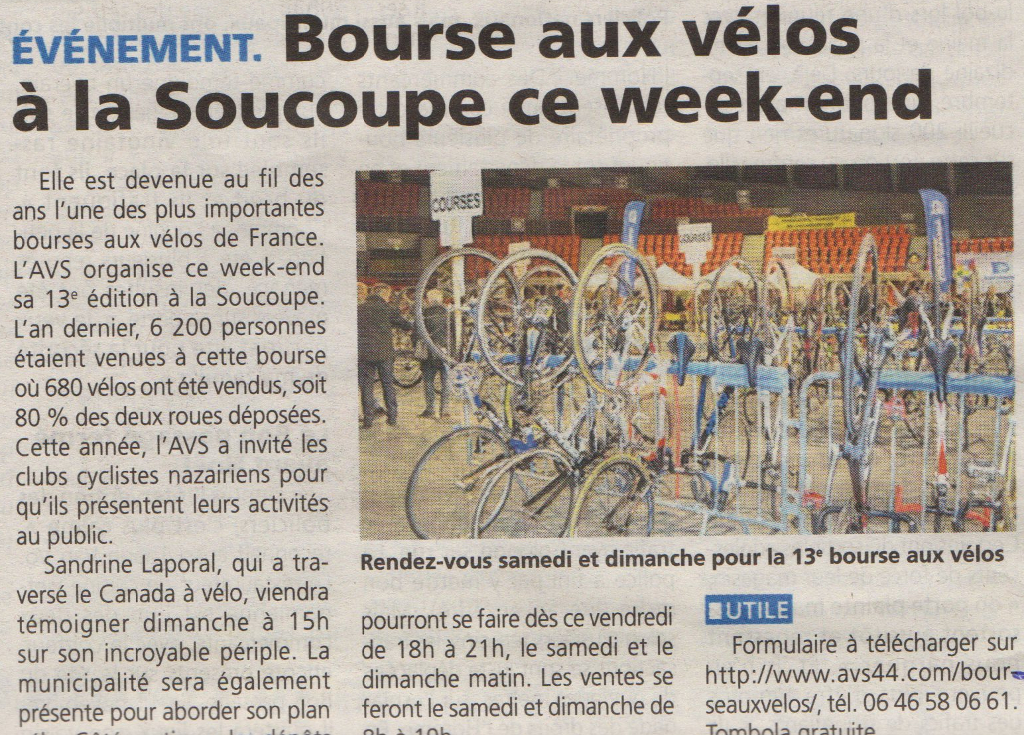 ÉVÉNEMENT. Bourse aux vélos
à la Soucoupe ce week-end
Elle est devenue au fil des
ans l'une des plus importantes
bourses aux vélos de France.
L'AVS organise ce week-end
sa 13e édition à la Soucoupe.
L'an dernier, 6 200 personnes
étaient venues à cette bourse
où 680 vélos ont été vendus, soit
80 % des deux roues déposées.
Cette année, l'AVS a invité les
clubs cyclistes nazairiens pour
qu'ils présentent leurs activités
au public.
Sandrine Laporal, qui a tra-
versé le Canada à vélo, viendra
témoigner dimanche à 15h
sur son incroyable périple. La
municipalité sera également
présente pour aborder son plan
COURSES
COURSES
Rendez-vous samedi et dimanche pour la 13e bourse aux vélos
pourront se faire dès ce vendredi
de 18h à 21h, le samedi et le
dimanche matin. Les ventes se
feront le samedi et dimanche de
UTILE
Formulaire à télécharger sur
http://www.avs44.com/bour-
seauxvelos/, tél. 06 46 58 06 61.
Tombola gratuite